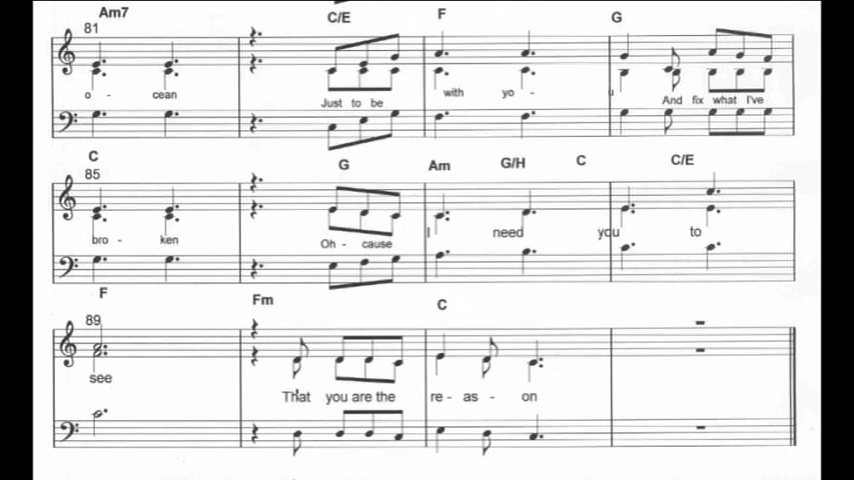 Am7 C/E F G
81
o - cean Just to be with yo - u And fix what I've
C G Am G/H C C/E
85
bro - ken Oh - cause I need you to
F Fm C
89
see That you are the re - as - on